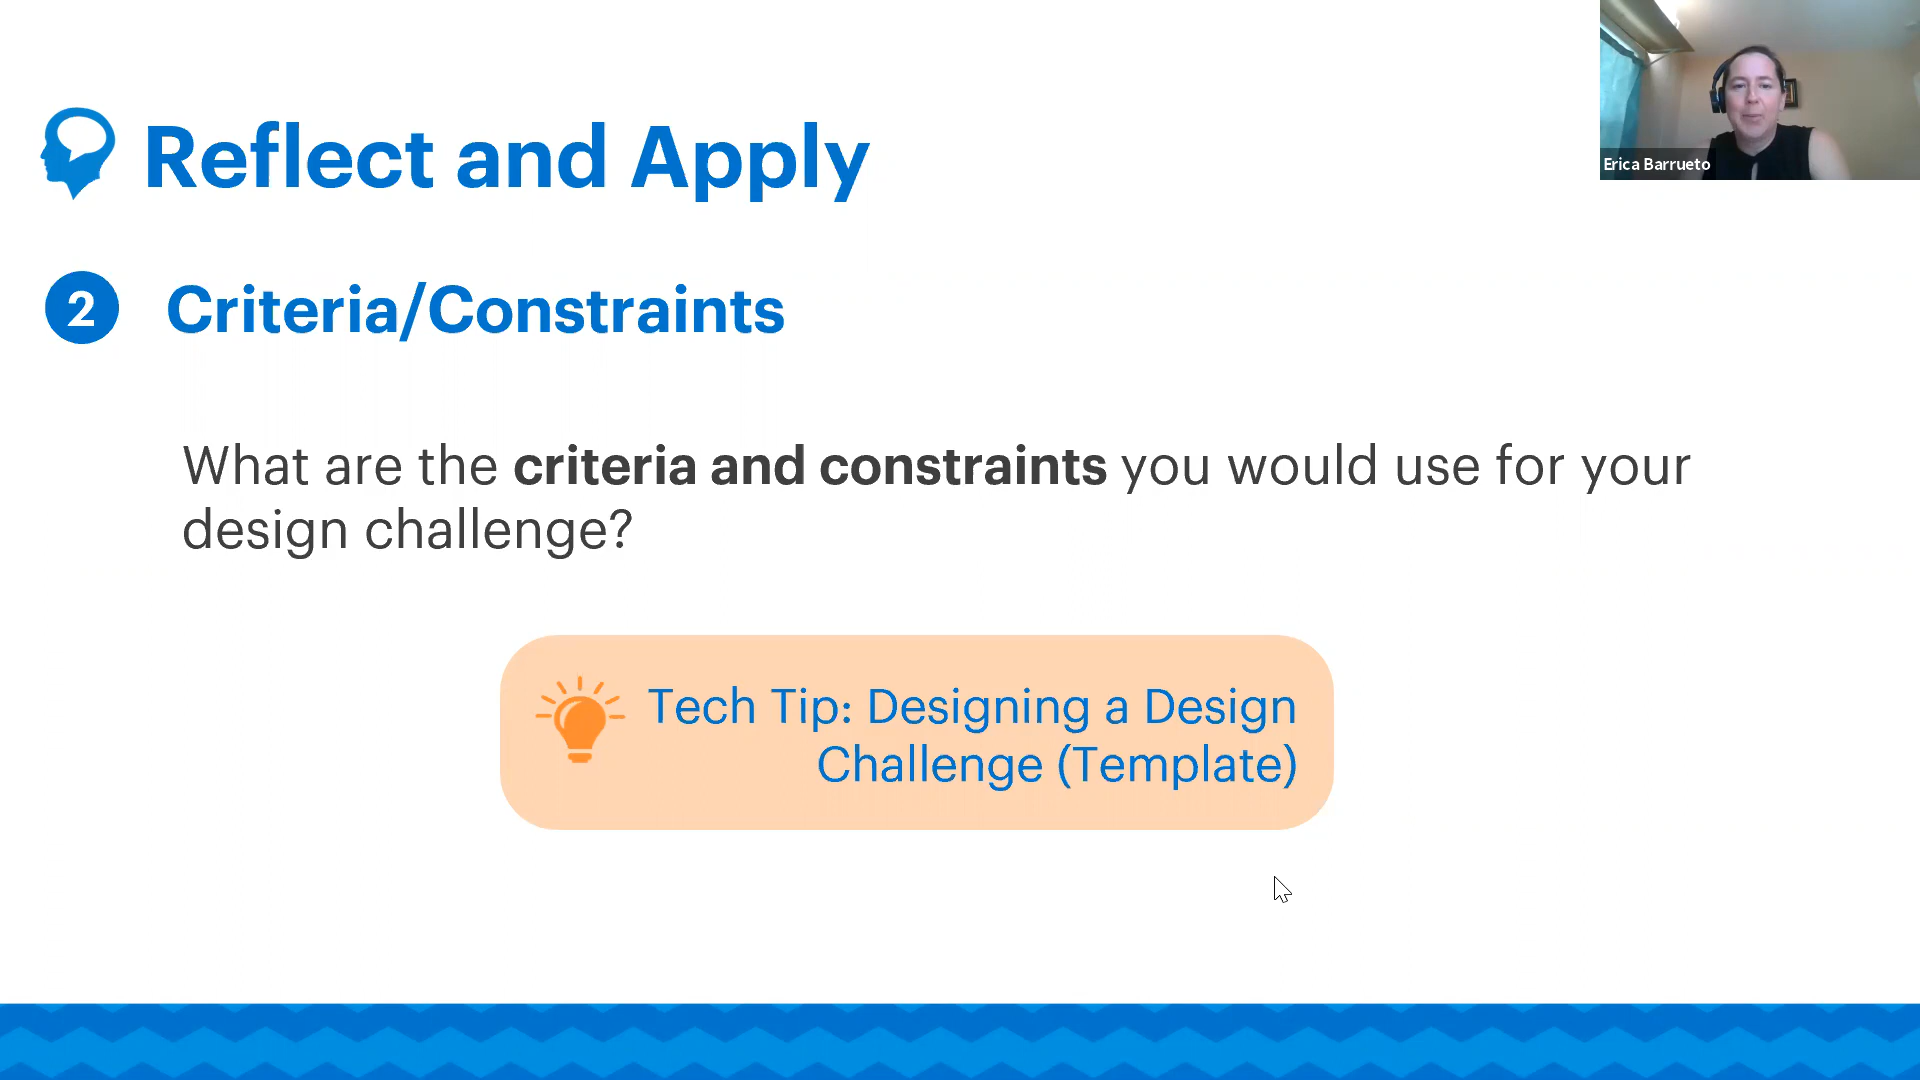 Reflect and Apply
Erica Barrueto
2 Criteria/Constraints
What are the criteria and constraints you would use for your
design challenge?
Tech Tip: Designing a Design
Challenge (Template)